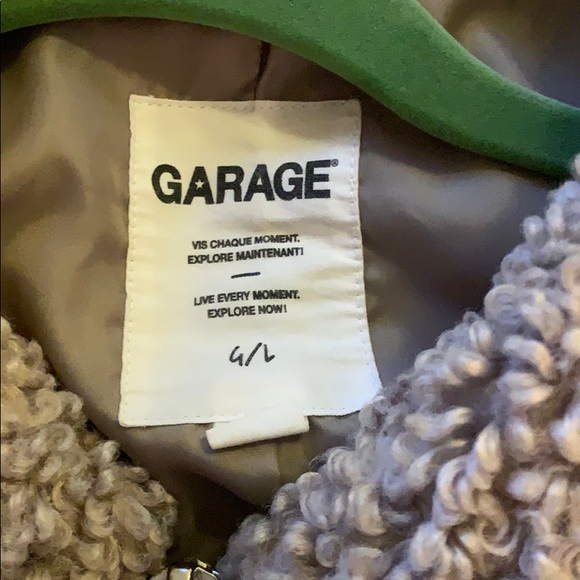 GARAGE®
VIS CHAQUE MOMENT.
EXPLORE MAINTENANT!
LIVE EVERY MOMENT.
EXPLORE NOW!
G/L